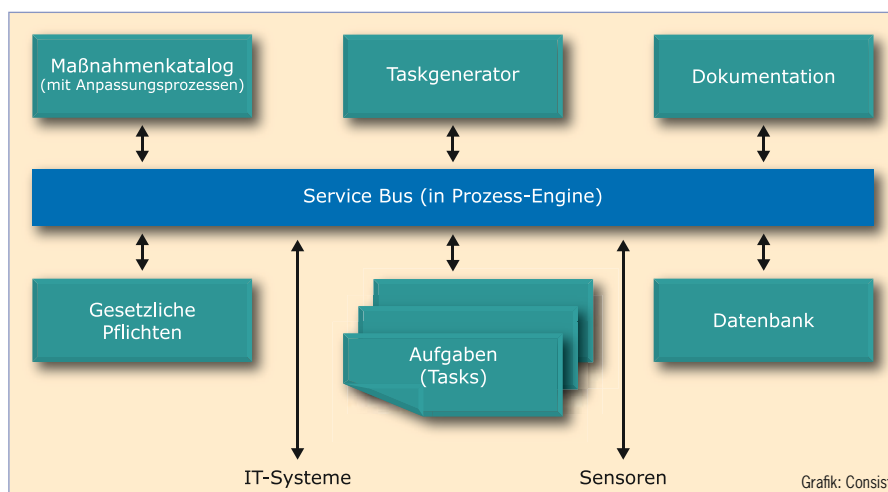 Maßnahmenkatalog
(mit Anpassungsprozessen)
Taskgenerator
Dokumentation
Service Bus (in Prozess-Engine)
Gesetzliche
Pflichten
Aufgaben
(Tasks)
Datenbank
IT-Systeme
Sensoren
Grafik: Consist